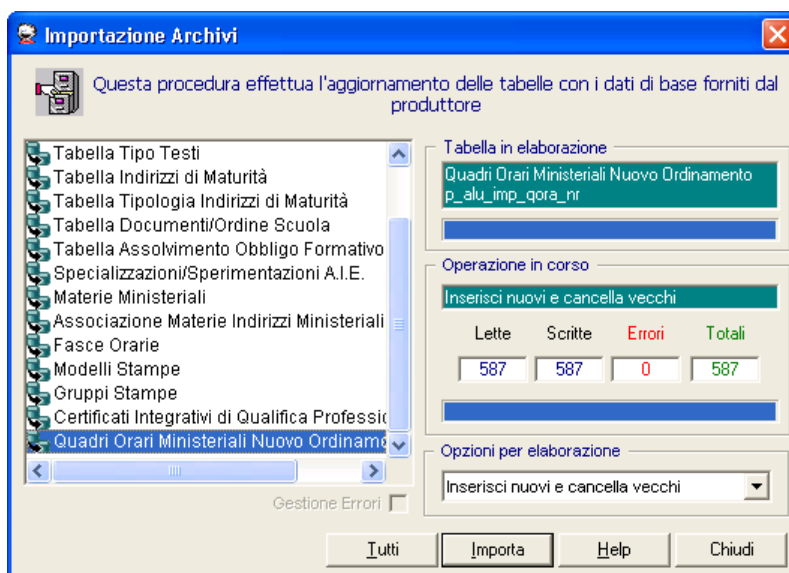 Importazione Archivi
Questa procedura effettua l'aggiornamento delle tabelle con i dati di base forniti dal
produttore
Tabella Tipo Testi
Tabella Indirizzi di Maturità
Tabella Tipologia Indirizzi di Maturità
Tabella Documenti/Ordine Scuola
Tabella Assolvimento Obbligo Formativo
Specializzazioni/Sperimentazioni A.I.E.
Materie Ministeriali
Associazione Materie Indirizzi Ministeriali
Fasce Orarie
Modelli Stampe
Gruppi Stampe
Certificati Integrativi di Qualifica Professic
Quadri Orari Ministeriali Nuovo Ordiname
Gestione Errori
Tabella in elaborazione
Quadri Orari Ministeriali Nuovo Ordinamento
p_alu_imp_qora_nr
Operazione in corso
Inserisci nuovi e cancella vecchi
Lette Scritte Errori Totali
587 587 0 587
Opzioni per elaborazione
Inserisci nuovi e cancella vecchi
Tutti Importa Help Chiudi